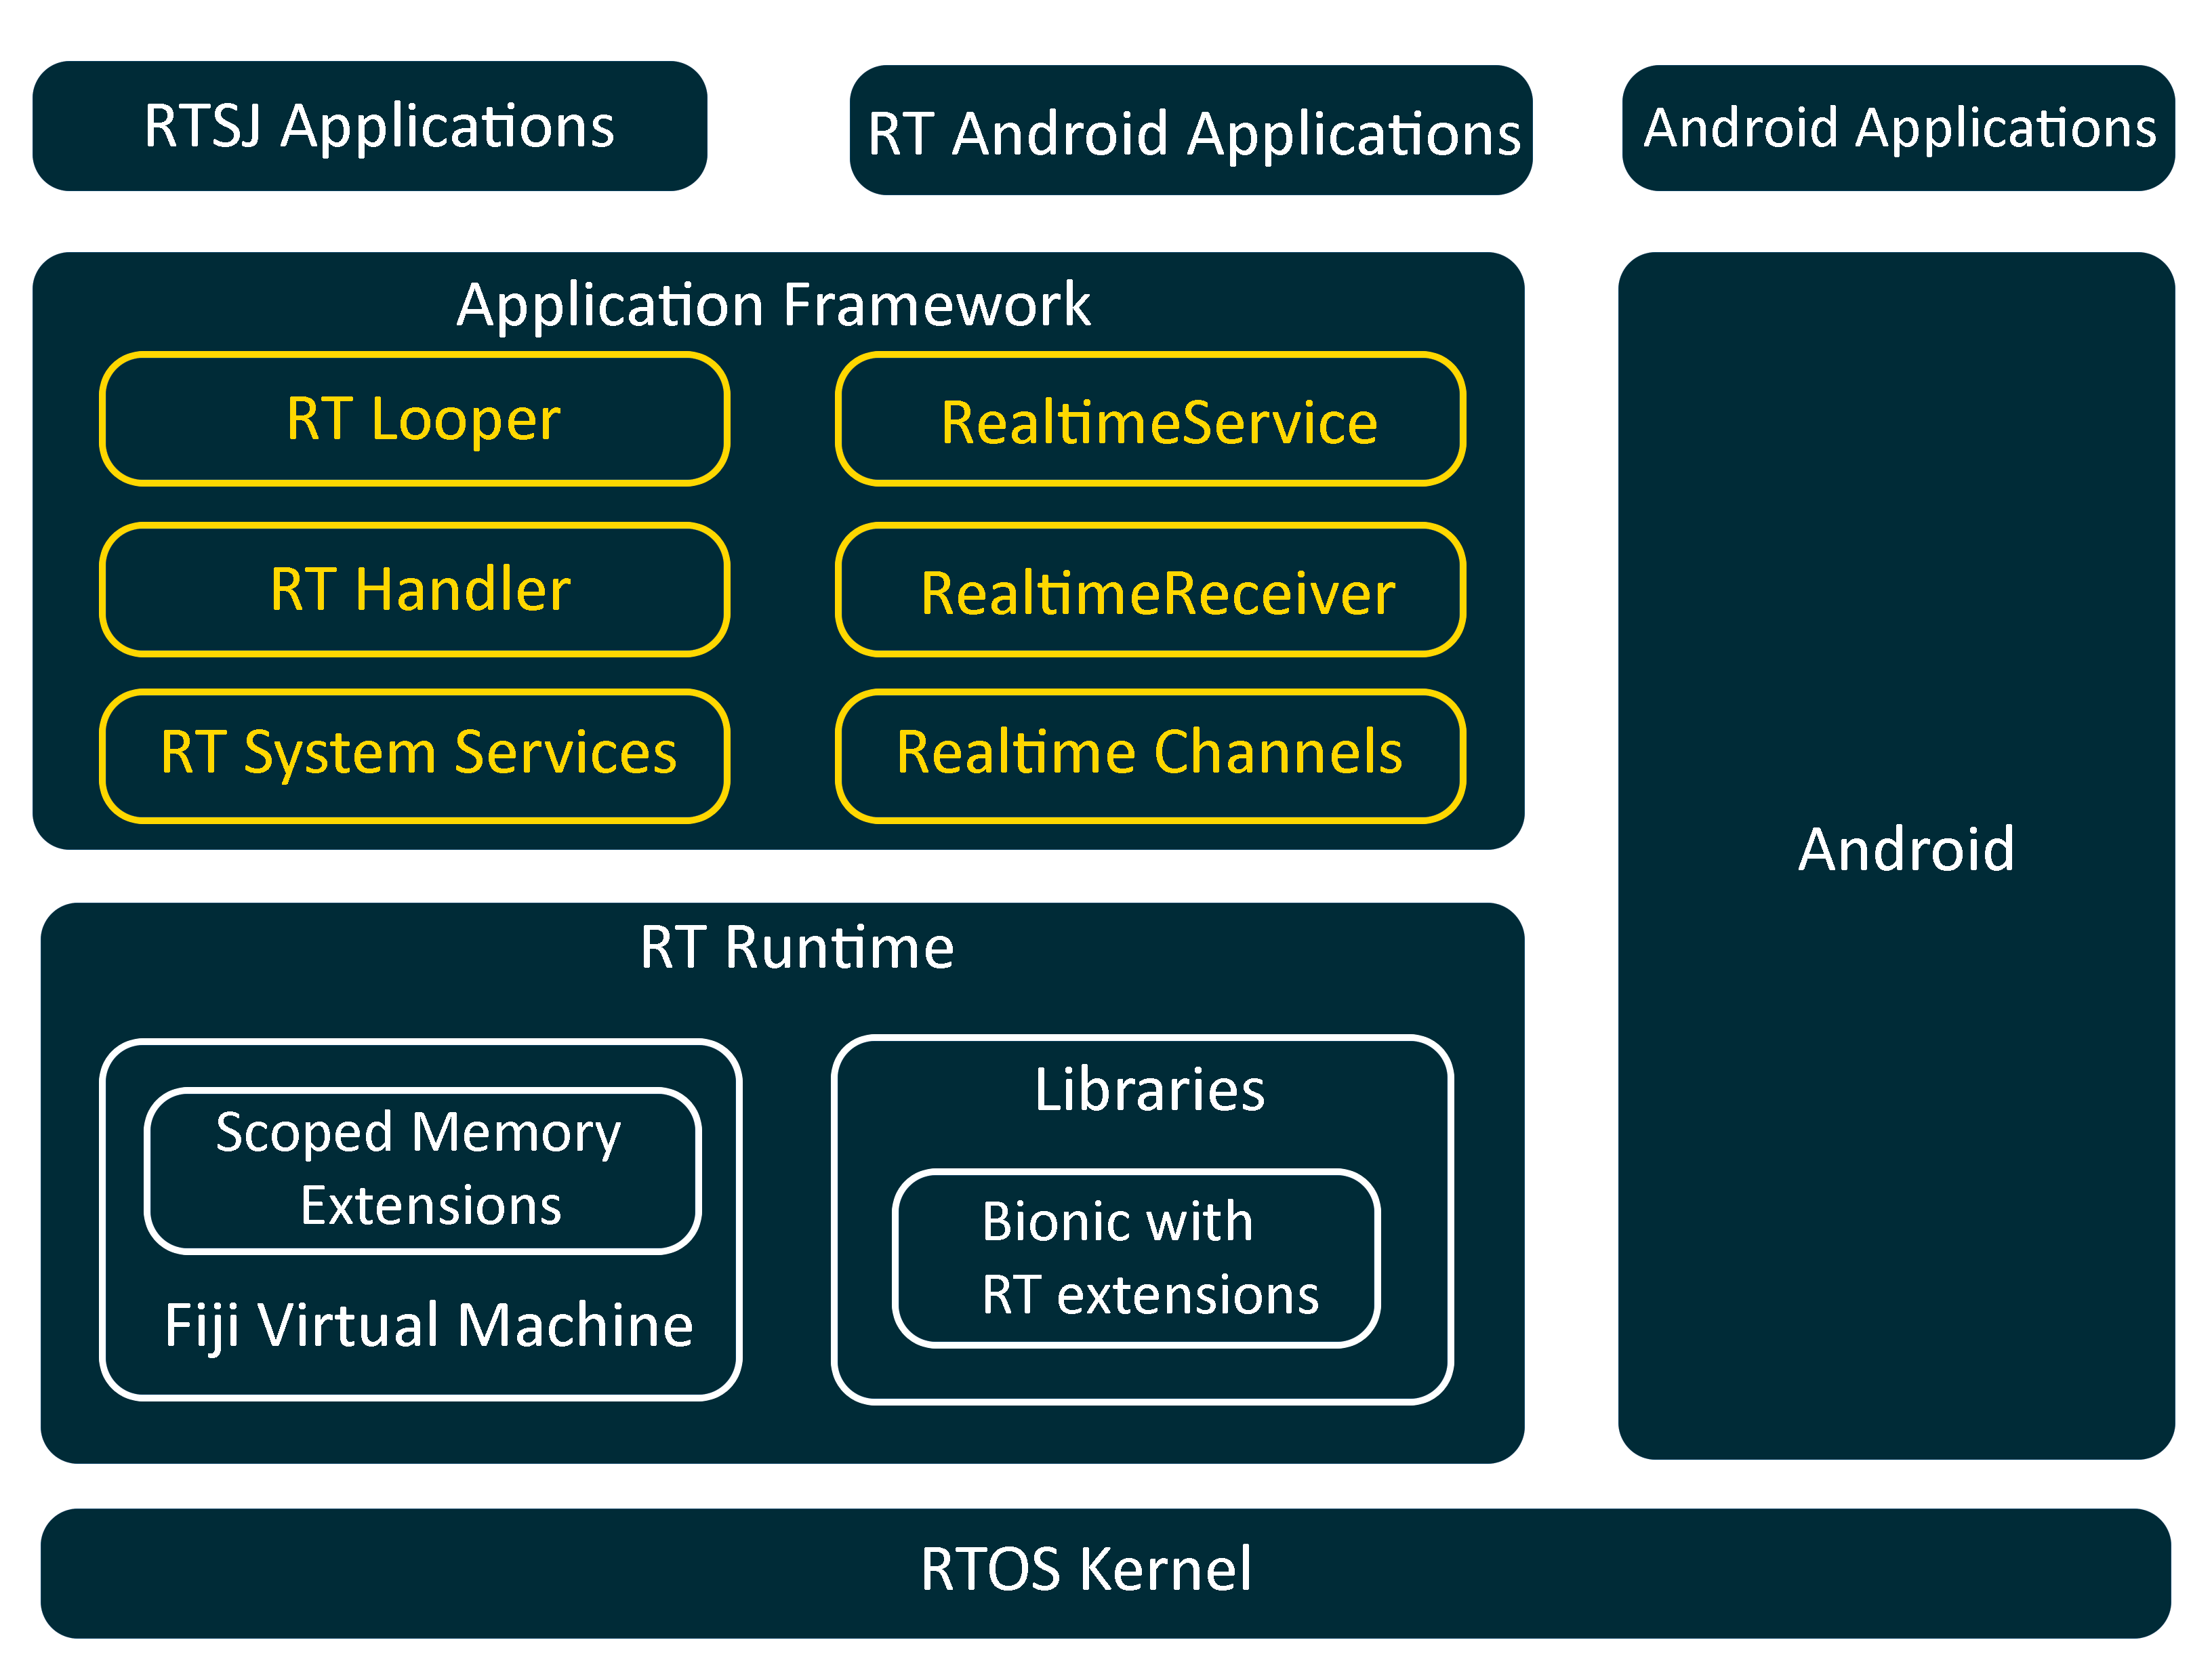 RTSJ Applications
RT Android Applications
Android Applications
Application Framework
RT Looper
RealtimeService
RT Handler
RealtimeReceiver
RT System Services
Realtime Channels
Android
RT Runtime
Scoped Memory
Extensions
Fiji Virtual Machine
Libraries
Bionic with
RT extensions
RTOS Kernel